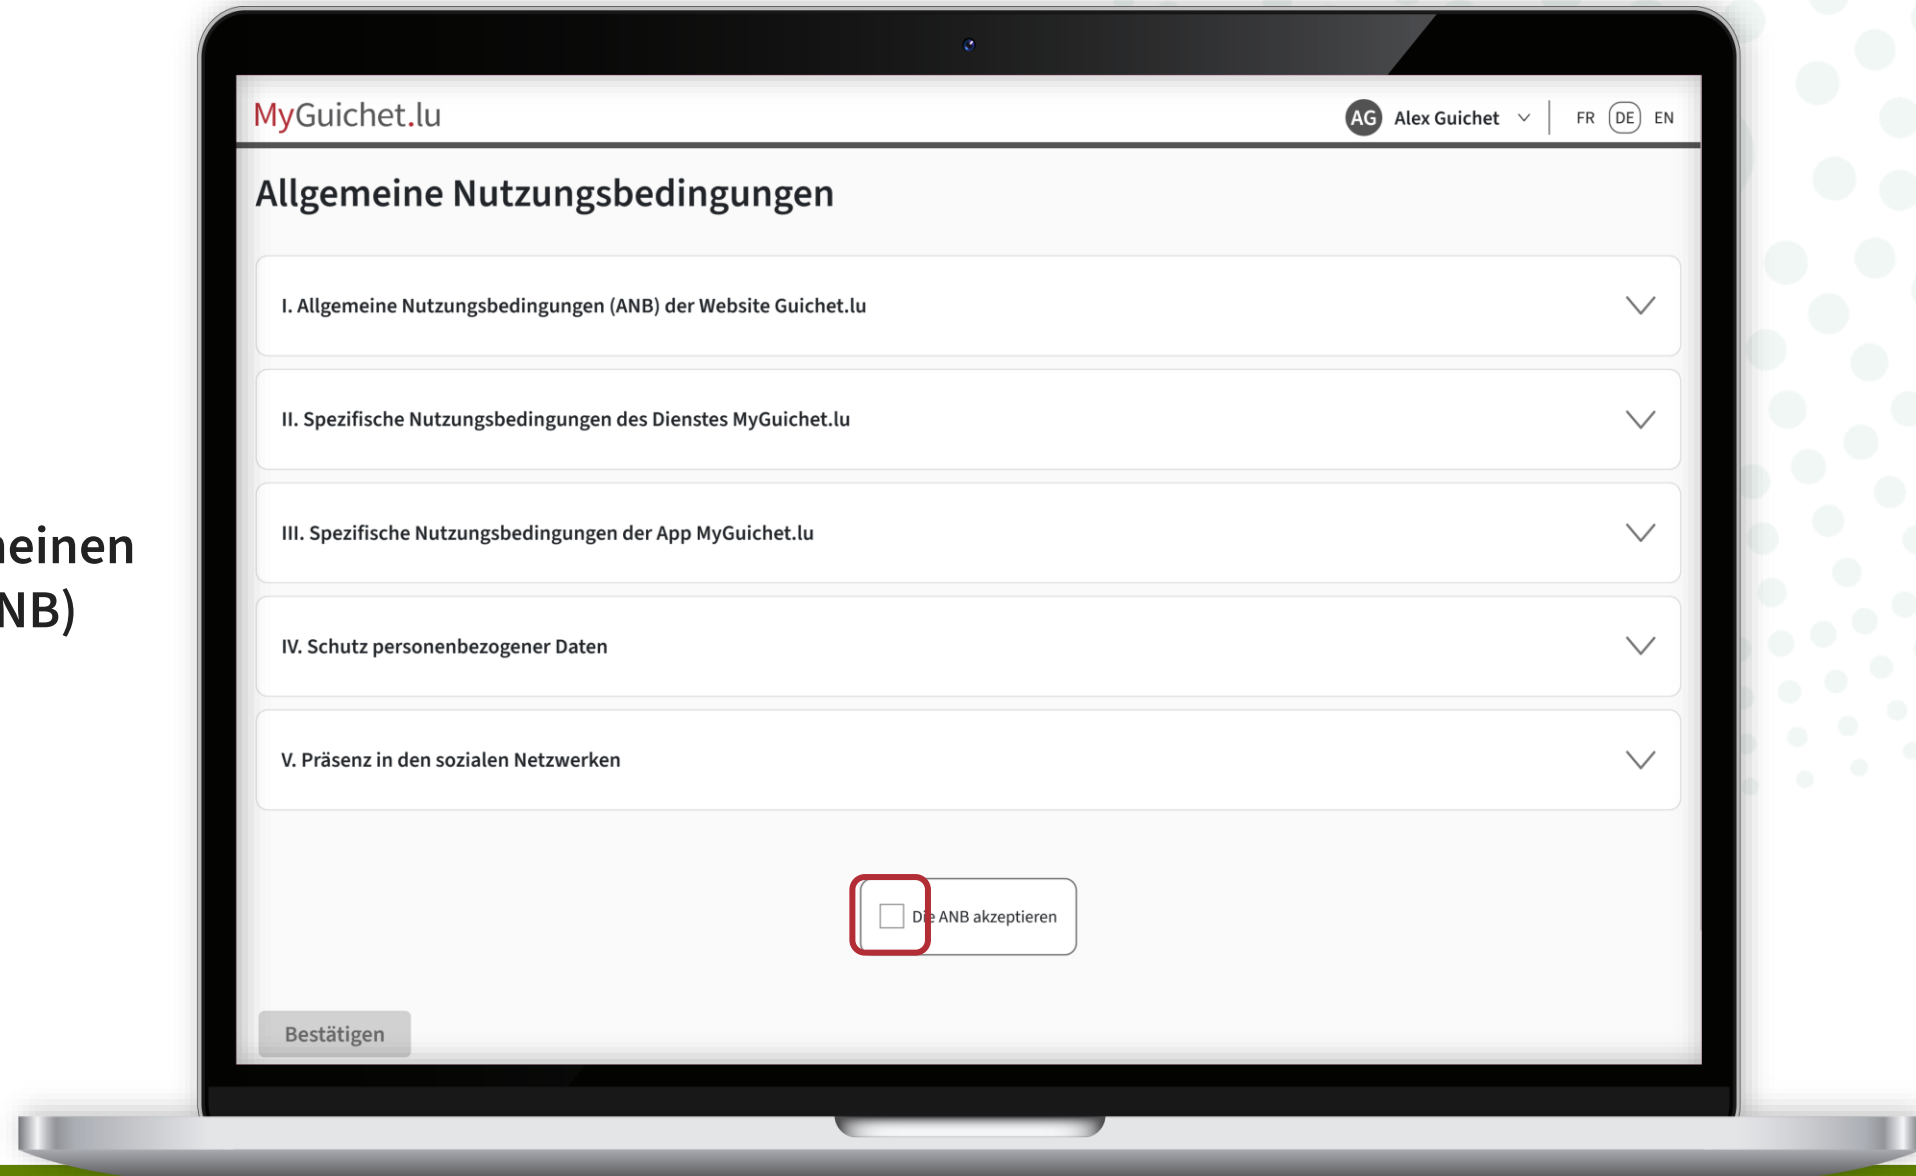 MyGuichet.lu
AG Alex Guichet FR DE EN
Allgemeine Nutzungsbedingungen
I. Allgemeine Nutzungsbedingungen (ANB) der Website Guichet.lu
II. Spezifische Nutzungsbedingungen des Dienstes MyGuichet.lu
III. Spezifische Nutzungsbedingungen der App MyGuichet.lu
IV. Schutz personenbezogener Daten
V. Präsenz in den sozialen Netzwerken
Die ANB akzeptieren
Bestätigen